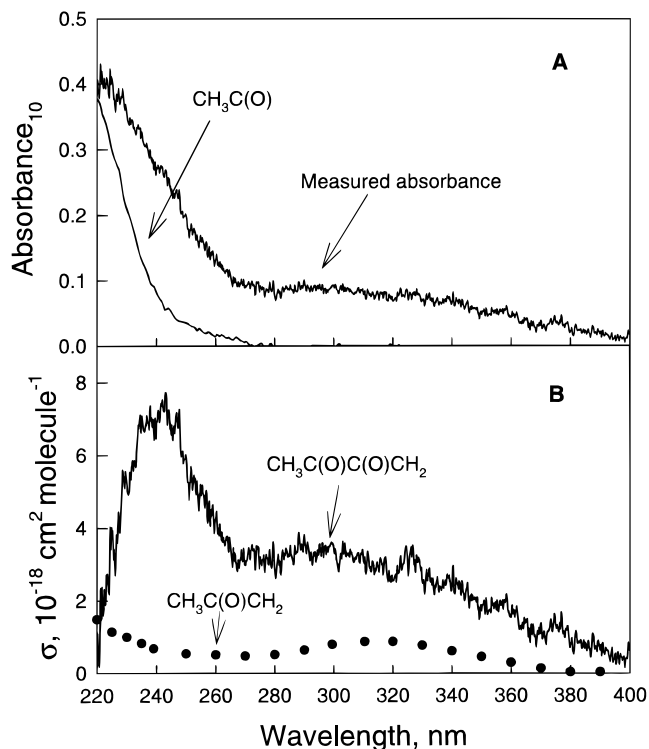 0.5
A
0.4
CH₃C(O)
0.3
Measured absorbance
0.2
0.1
0.0
Absorbance₁₀
8
B
6
CH₃C(O)C(O)CH₂
4
CH₃C(O)CH₂
2
0
σ, 10⁻¹⁸ cm² molecule⁻¹
220 240 260 280 300 320 340 360 380 400
Wavelength, nm